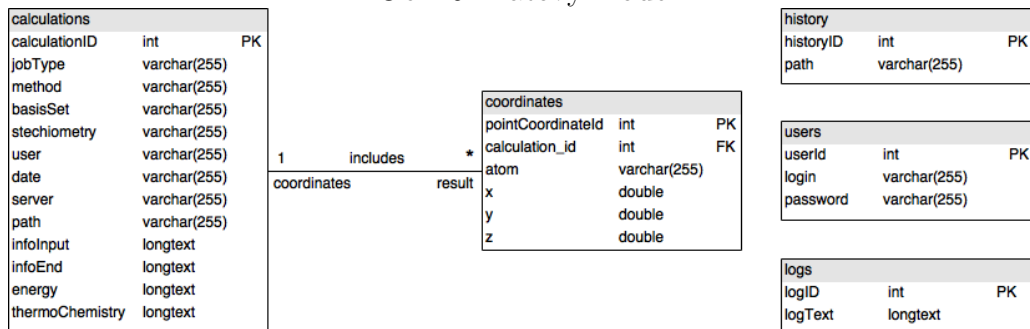 calculations
calculationID int PK
jobType varchar(255)
method varchar(255)
basisSet varchar(255)
stechiometry varchar(255)
user varchar(255)
date varchar(255)
server varchar(255)
path varchar(255)
infoInput longtext
infoEnd longtext
energy longtext
thermoChemistry longtext
1 includes *
coordinates result
coordinates
pointCoordinateId int PK
calculation_id int FK
atom varchar(255)
x double
y double
z double
history
historyID int PK
path varchar(255)
users
userId int PK
login varchar(255)
password varchar(255)
logs
logID int PK
logText longtext